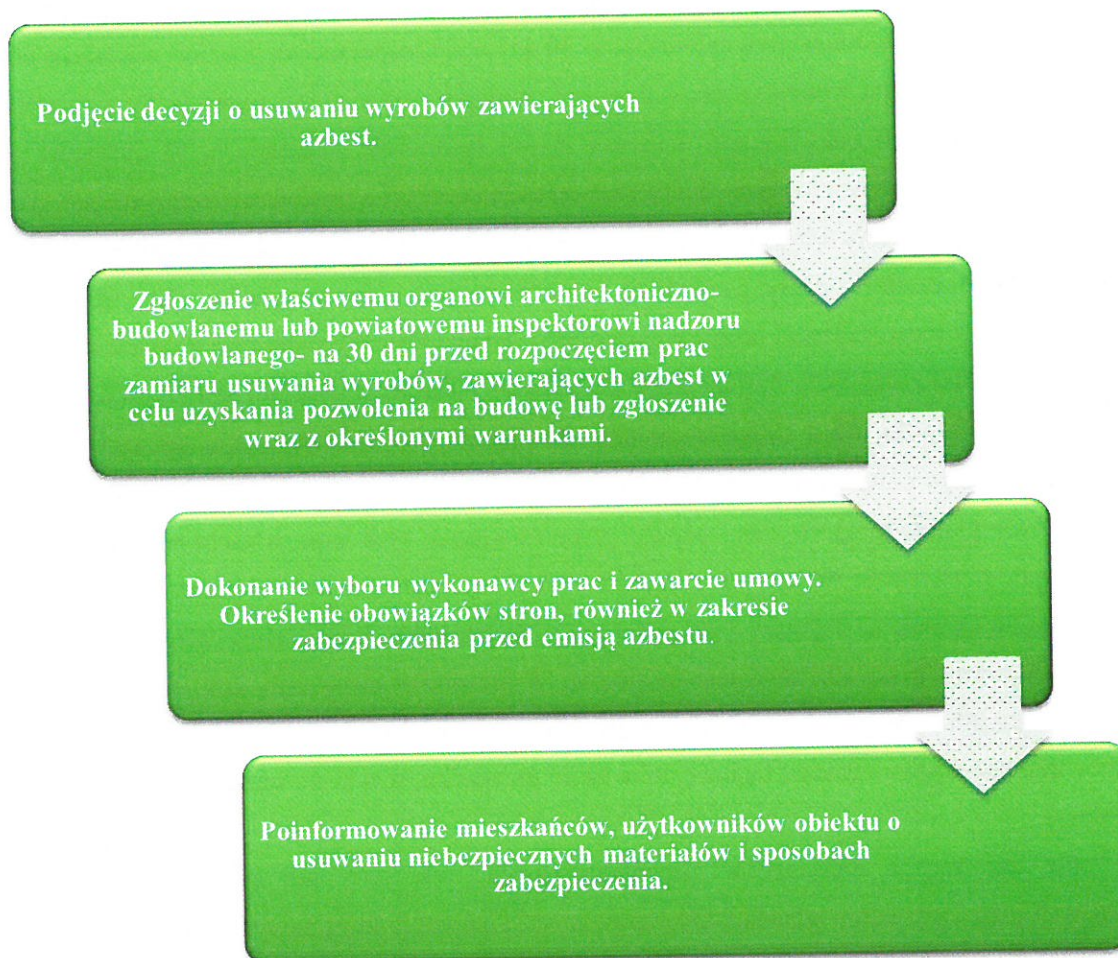 Podjęcie decyzji o usuwaniu wyrobów zawierających
azbest.
Zgłoszenie właściwemu organowi architektoniczno-
budowlanemu lub powiatowemu inspektorowi nadzoru
budowlanego- na 30 dni przed rozpoczęciem prac
zamiaru usuwania wyrobów, zawierających azbest w
celu uzyskania pozwolenia na budowę lub zgłoszenie
wraz z określonymi warunkami.
Dokonanie wyboru wykonawcy prac i zawarcie umowy.
Określenie obowiązków stron, również w zakresie
zabezpieczenia przed emisją azbestu.
Poinformowanie mieszkańców, użytkowników obiektu o
usuwaniu niebezpiecznych materiałów i sposobach
zabezpieczenia.